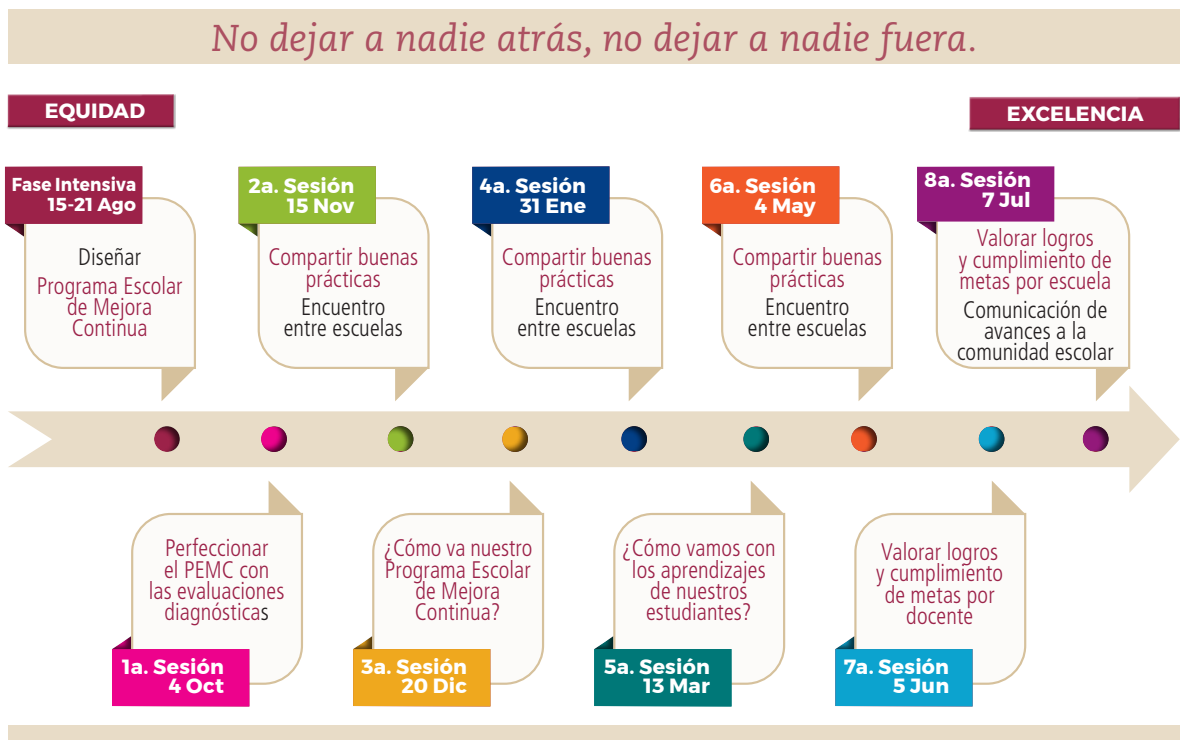 No dejar a nadie atrás, no dejar a nadie fuera.
EQUIDAD
EXCELENCIA
Fase Intensiva
15-21 Ago
Diseñar
Programa Escolar
de Mejora
Continua
2a. Sesión
15 Nov
Compartir buenas
prácticas
Encuentro
entre escuelas
4a. Sesión
31 Ene
Compartir buenas
prácticas
Encuentro
entre escuelas
6a. Sesión
4 May
Compartir buenas
prácticas
Encuentro
entre escuelas
8a. Sesión
7 Jul
Valorar logros
y cumplimiento de
metas por escuela
Comunicación de
avances a la
comunidad escolar
Perfeccionar
el PEMC con
las evaluaciones
diagnósticas
1a. Sesión
4 Oct
¿Cómo va nuestro
Programa Escolar
de Mejora
Continua?
3a. Sesión
20 Dic
¿Cómo vamos con
los aprendizajes
de nuestros
estudiantes?
5a. Sesión
13 Mar
Valorar logros
y cumplimiento
de metas por
docente
7a. Sesión
5 Jun